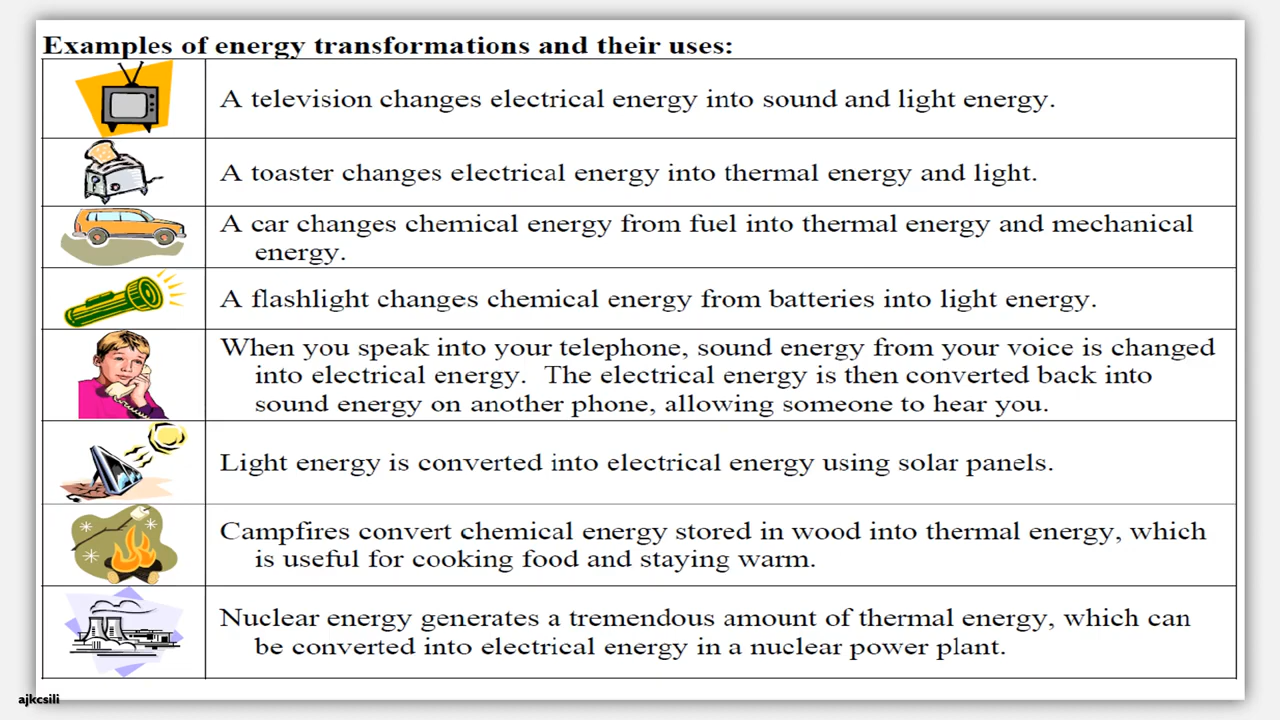 Examples of energy transformations and their uses:
A television changes electrical energy into sound and light energy.
A toaster changes electrical energy into thermal energy and light.
A car changes chemical energy from fuel into thermal energy and mechanical
energy.
A flashlight changes chemical energy from batteries into light energy.
When you speak into your telephone, sound energy from your voice is changed
into electrical energy.  The electrical energy is then converted back into
sound energy on another phone, allowing someone to hear you.
Light energy is converted into electrical energy using solar panels.
Campfires convert chemical energy stored in wood into thermal energy, which
is useful for cooking food and staying warm.
Nuclear energy generates a tremendous amount of thermal energy, which can
be converted into electrical energy in a nuclear power plant.
ajkcsili